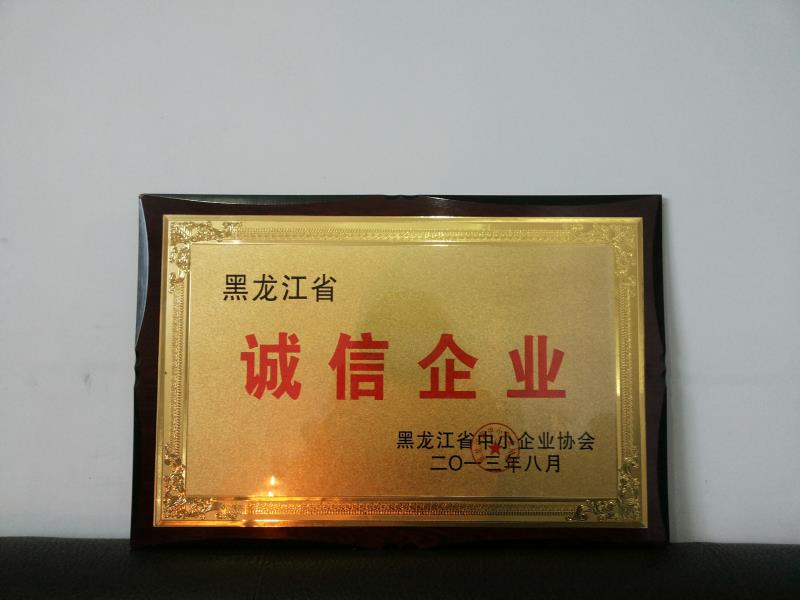 黑龙江省
诚信企业
黑龙江省中小企业协会
二〇一三年八月